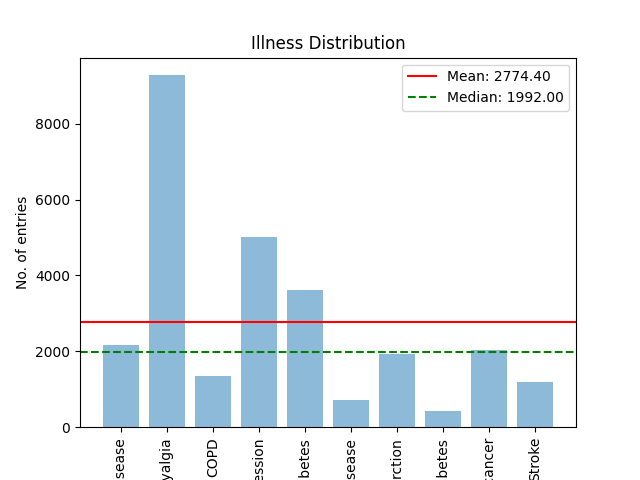 Illness Distribution
Mean: 2774.40
Median: 1992.00
No. of entries
8000
6000
4000
2000
0
sease
yalgia
COPD
ession
betes
sease
rction
betes
cancer
Stroke